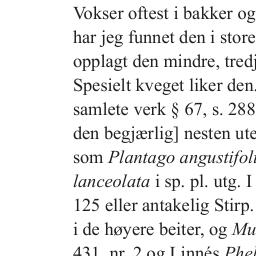 Vokser oftest i bakker og
har jeg funnet den i store
opplagt den mindre, tred
Spesielt kveget liker den.
samlete verk § 67, s. 288
den begjærlig] nesten ute
som Plantago angustifol
lanceolata i sp. pl. utg. I
125 eller antakelig Stirp.
i de høyere beiter, og Mu
431, nr. 2 og Linnés Phel